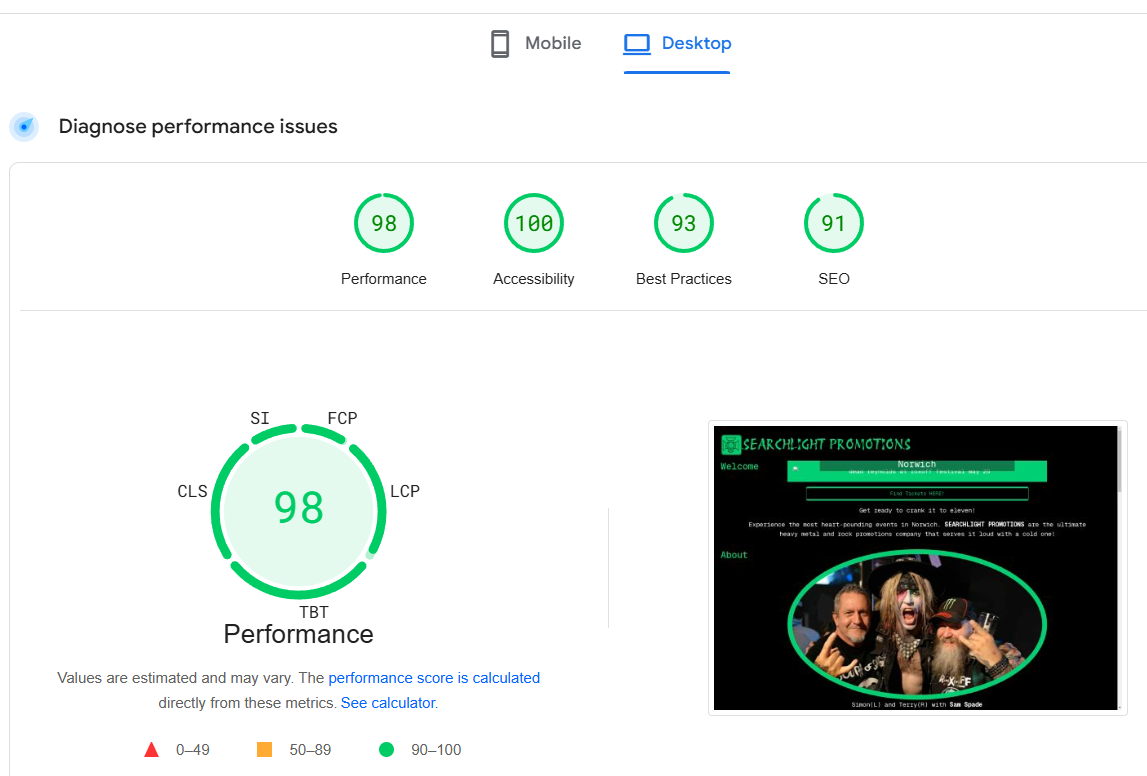 Mobile
Desktop
Diagnose performance issues
98
100
93
91
Performance
Accessibility
Best Practices
SEO
SI
FCP
CLS
LCP
98
TBT
Performance
Values are estimated and may vary. The performance score is calculated
directly from these metrics. See calculator.
0–49
50–89
90–100
SEARCHLIGHT PROMOTIONS
Welcome
Norwich
Find Tickets HERE!
Get ready to crank it to eleven!
Experience the most heart-pounding events in Norwich. SEARCHLIGHT PROMOTIONS are the ultimate
heavy metal and rock promotions company that serves it loud with a cold one!
About
Simon(L) and Terry(R) with Sam Spade